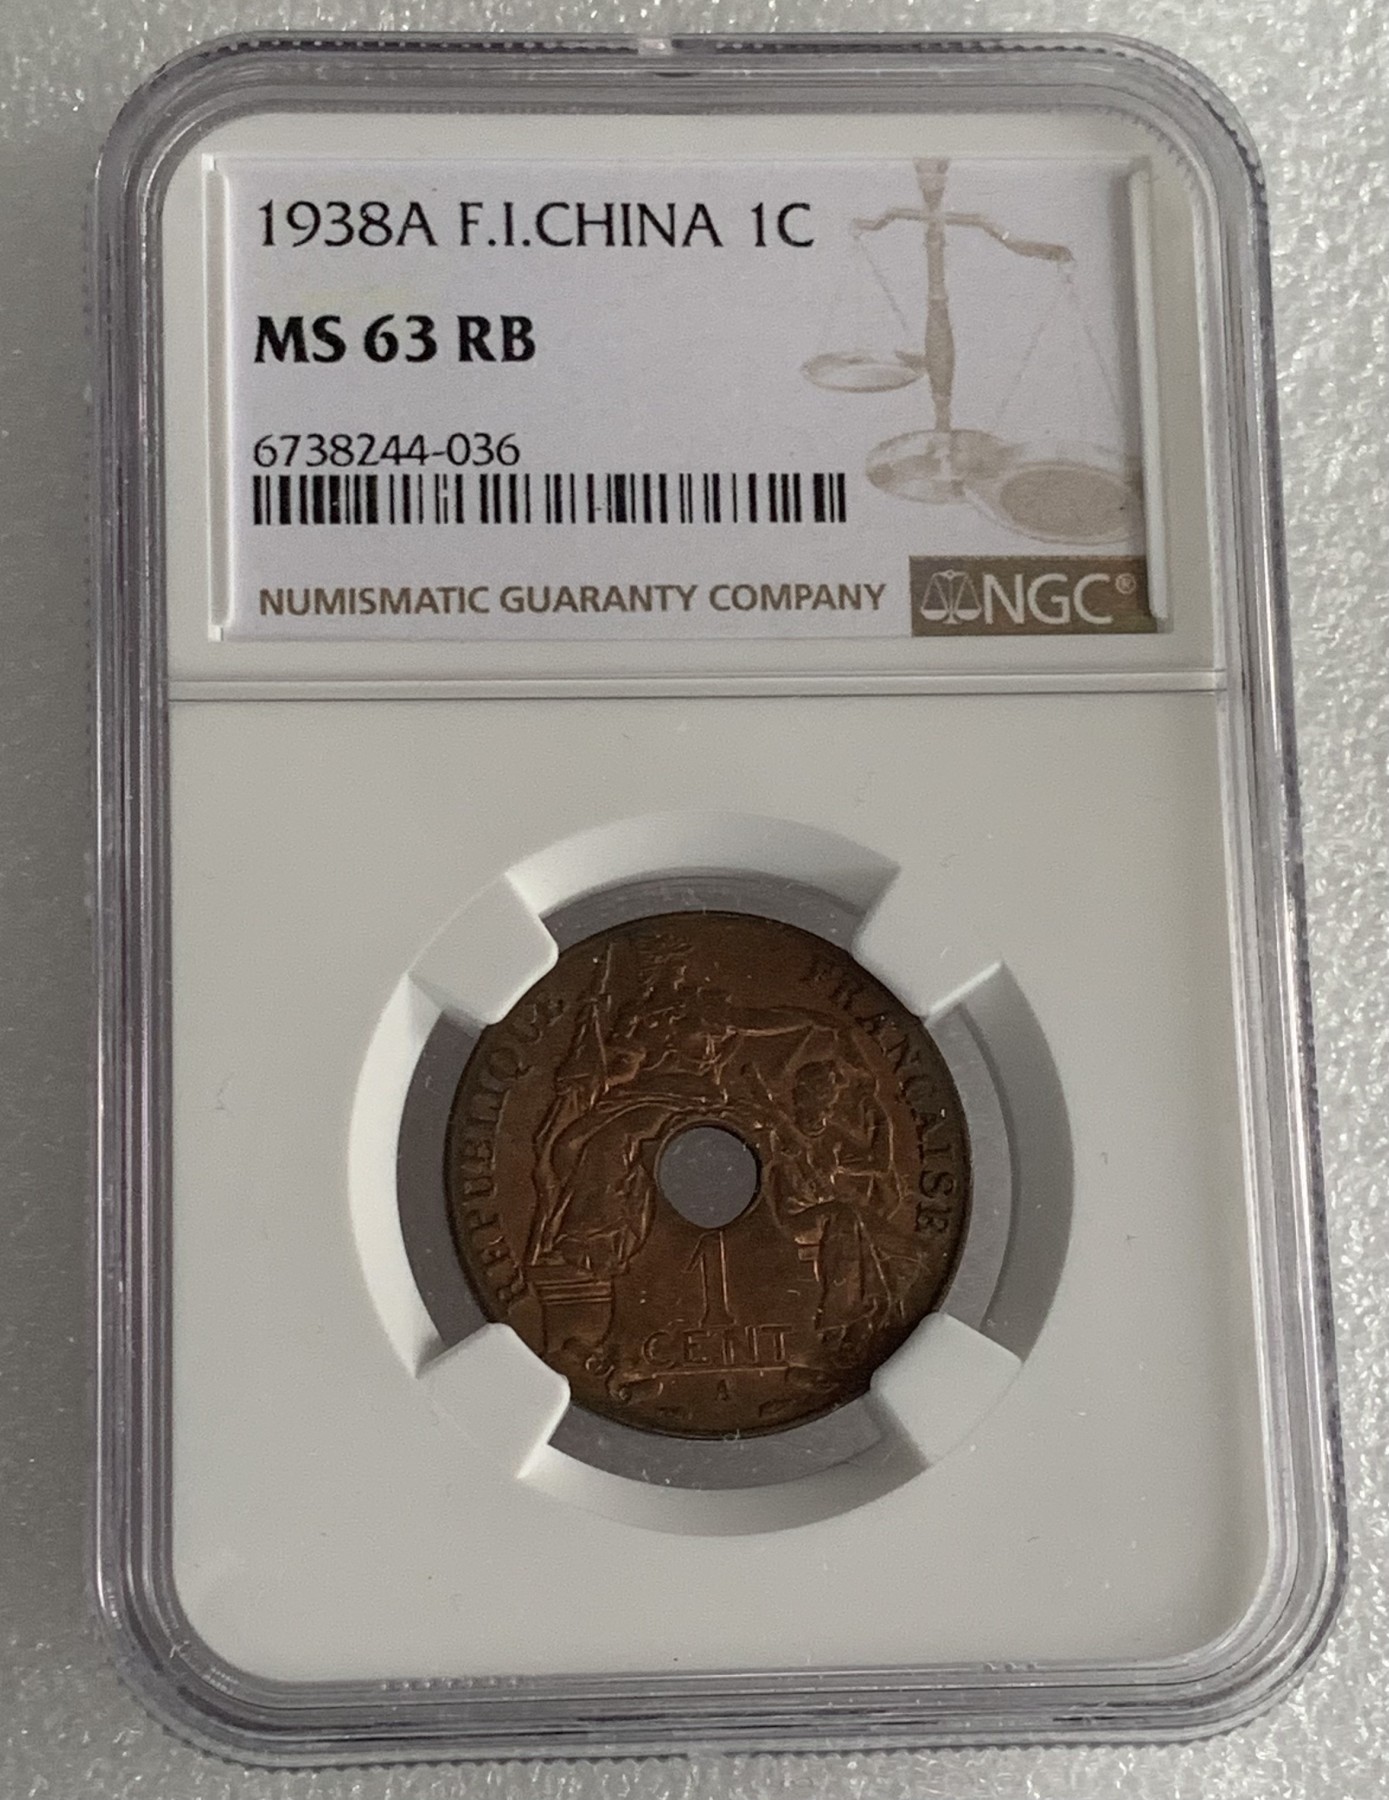 1938A F.I.CHINA 1C
MS 63 RB
6738244-036
NUMISMATIC GUARANTY COMPANY NGC®
REPUBLIQUE FRANÇAISE
1
CENT
A